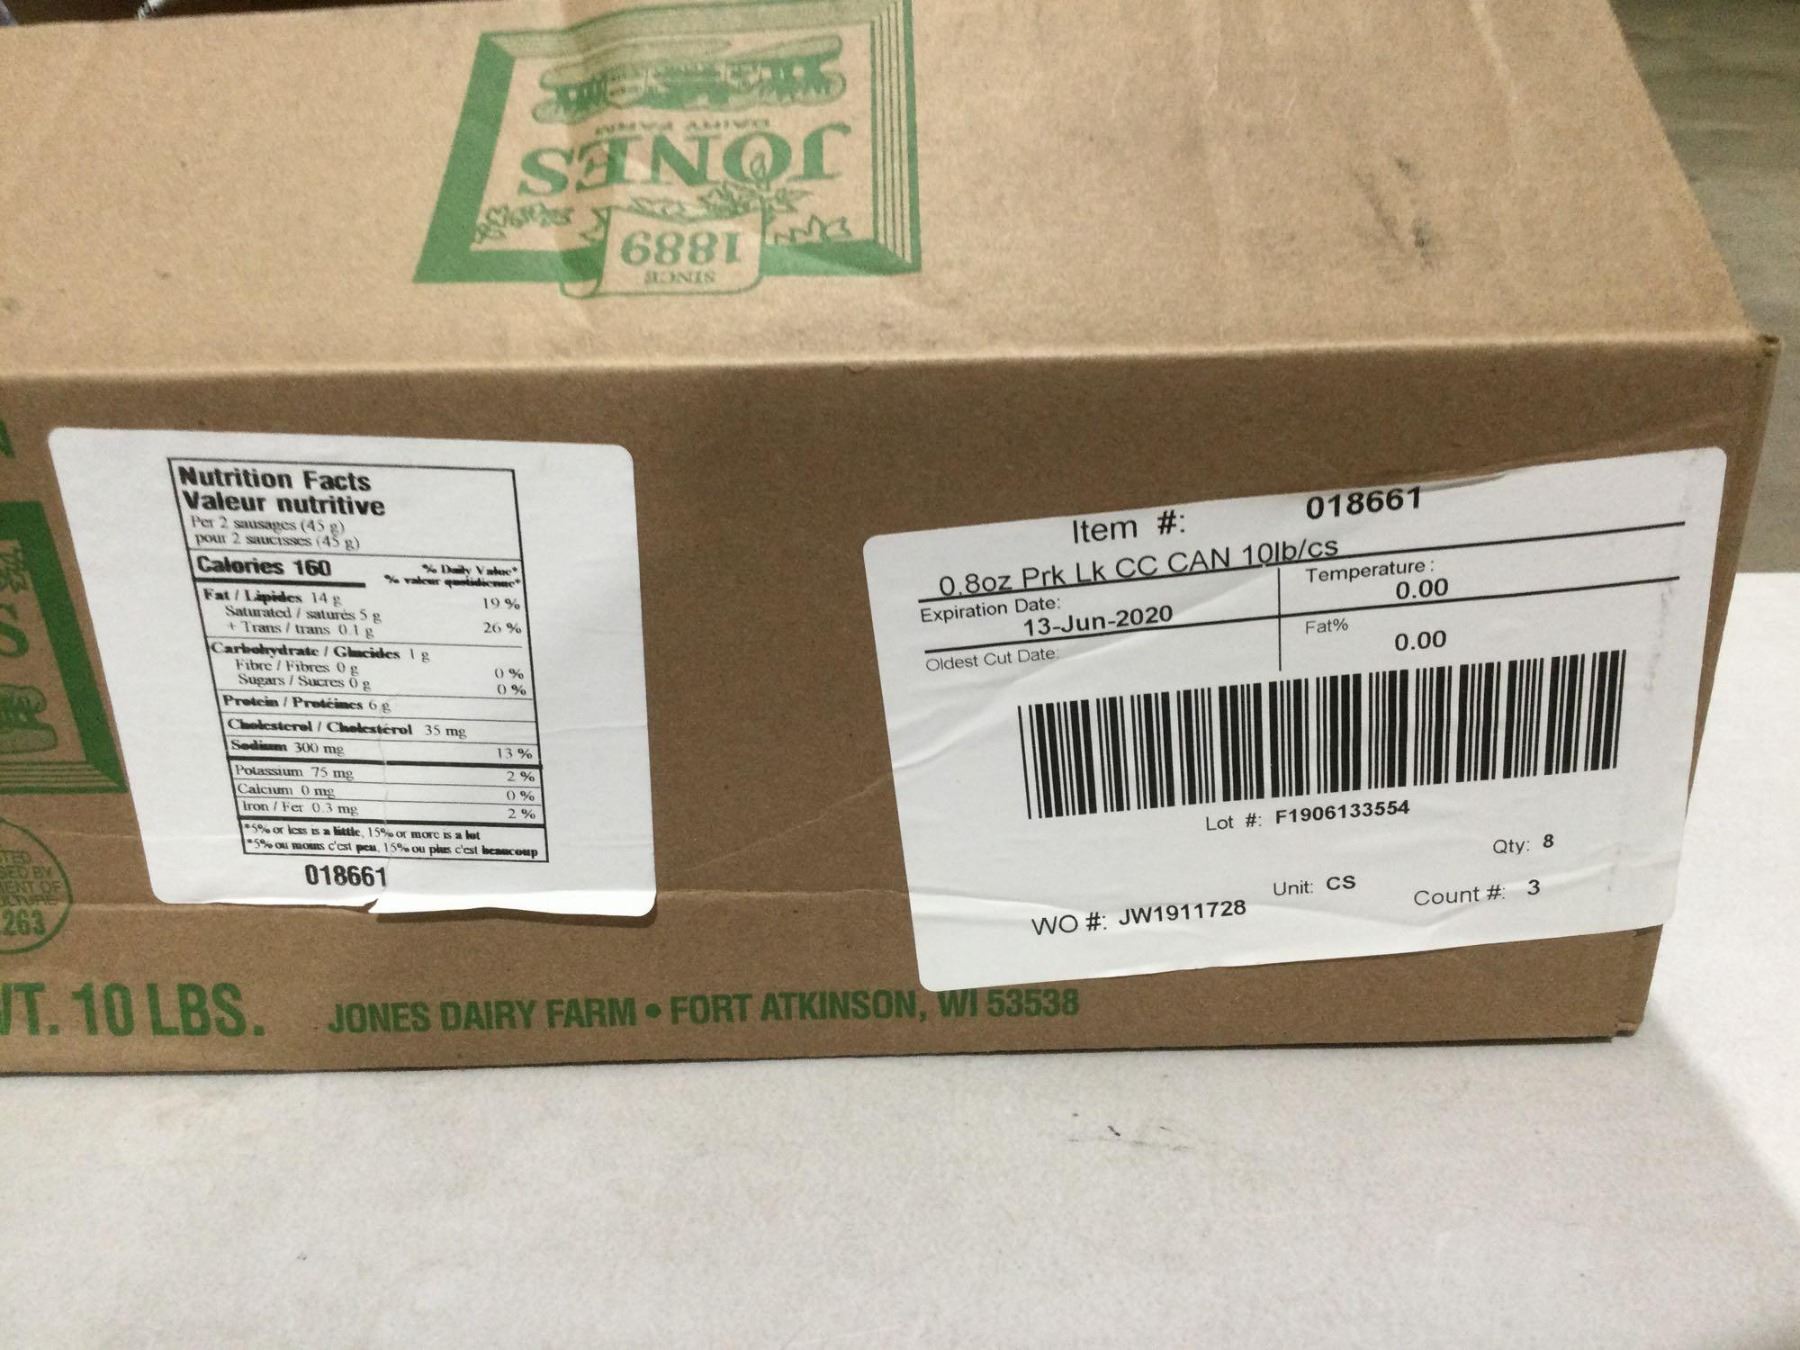 JONES
DAIRY FARM
SINCE
1889
Nutrition Facts
Valeur nutritive
Per 2 sausages (45 g)
pour 2 saucisses (45 g)
Calories 160
% Daily Value*
% valeur quotidienne*
Fat / Lipides 14 g 19 %
Saturated / saturés 5 g
+ Trans / trans 0.1 g 26 %
Carbohydrate / Glucides 1 g
Fibre / Fibres 0 g 0 %
Sugars / Sucres 0 g 0 %
Protein / Protéines 6 g
Cholesterol / Cholestérol 35 mg
Sodium 300 mg 13 %
Potassium 75 mg 2 %
Calcium 0 mg 0 %
Iron / Fer 0.3 mg 2 %
*5% or less is a little, 15% or more is a lot
*5% ou moins c'est peu, 15% ou plus c'est beaucoup
018661
Item #: 018661
0.8oz Prk Lk CC CAN 10lb/cs
Expiration Date:
13-Jun-2020
Temperature:
0.00
Oldest Cut Date:
Fat%
0.00
Lot #: F1906133554
Qty: 8
Unit: CS
Count #: 3
WO #: JW1911728
263
10 LBS.
JONES DAIRY FARM • FORT ATKINSON, WI 53538